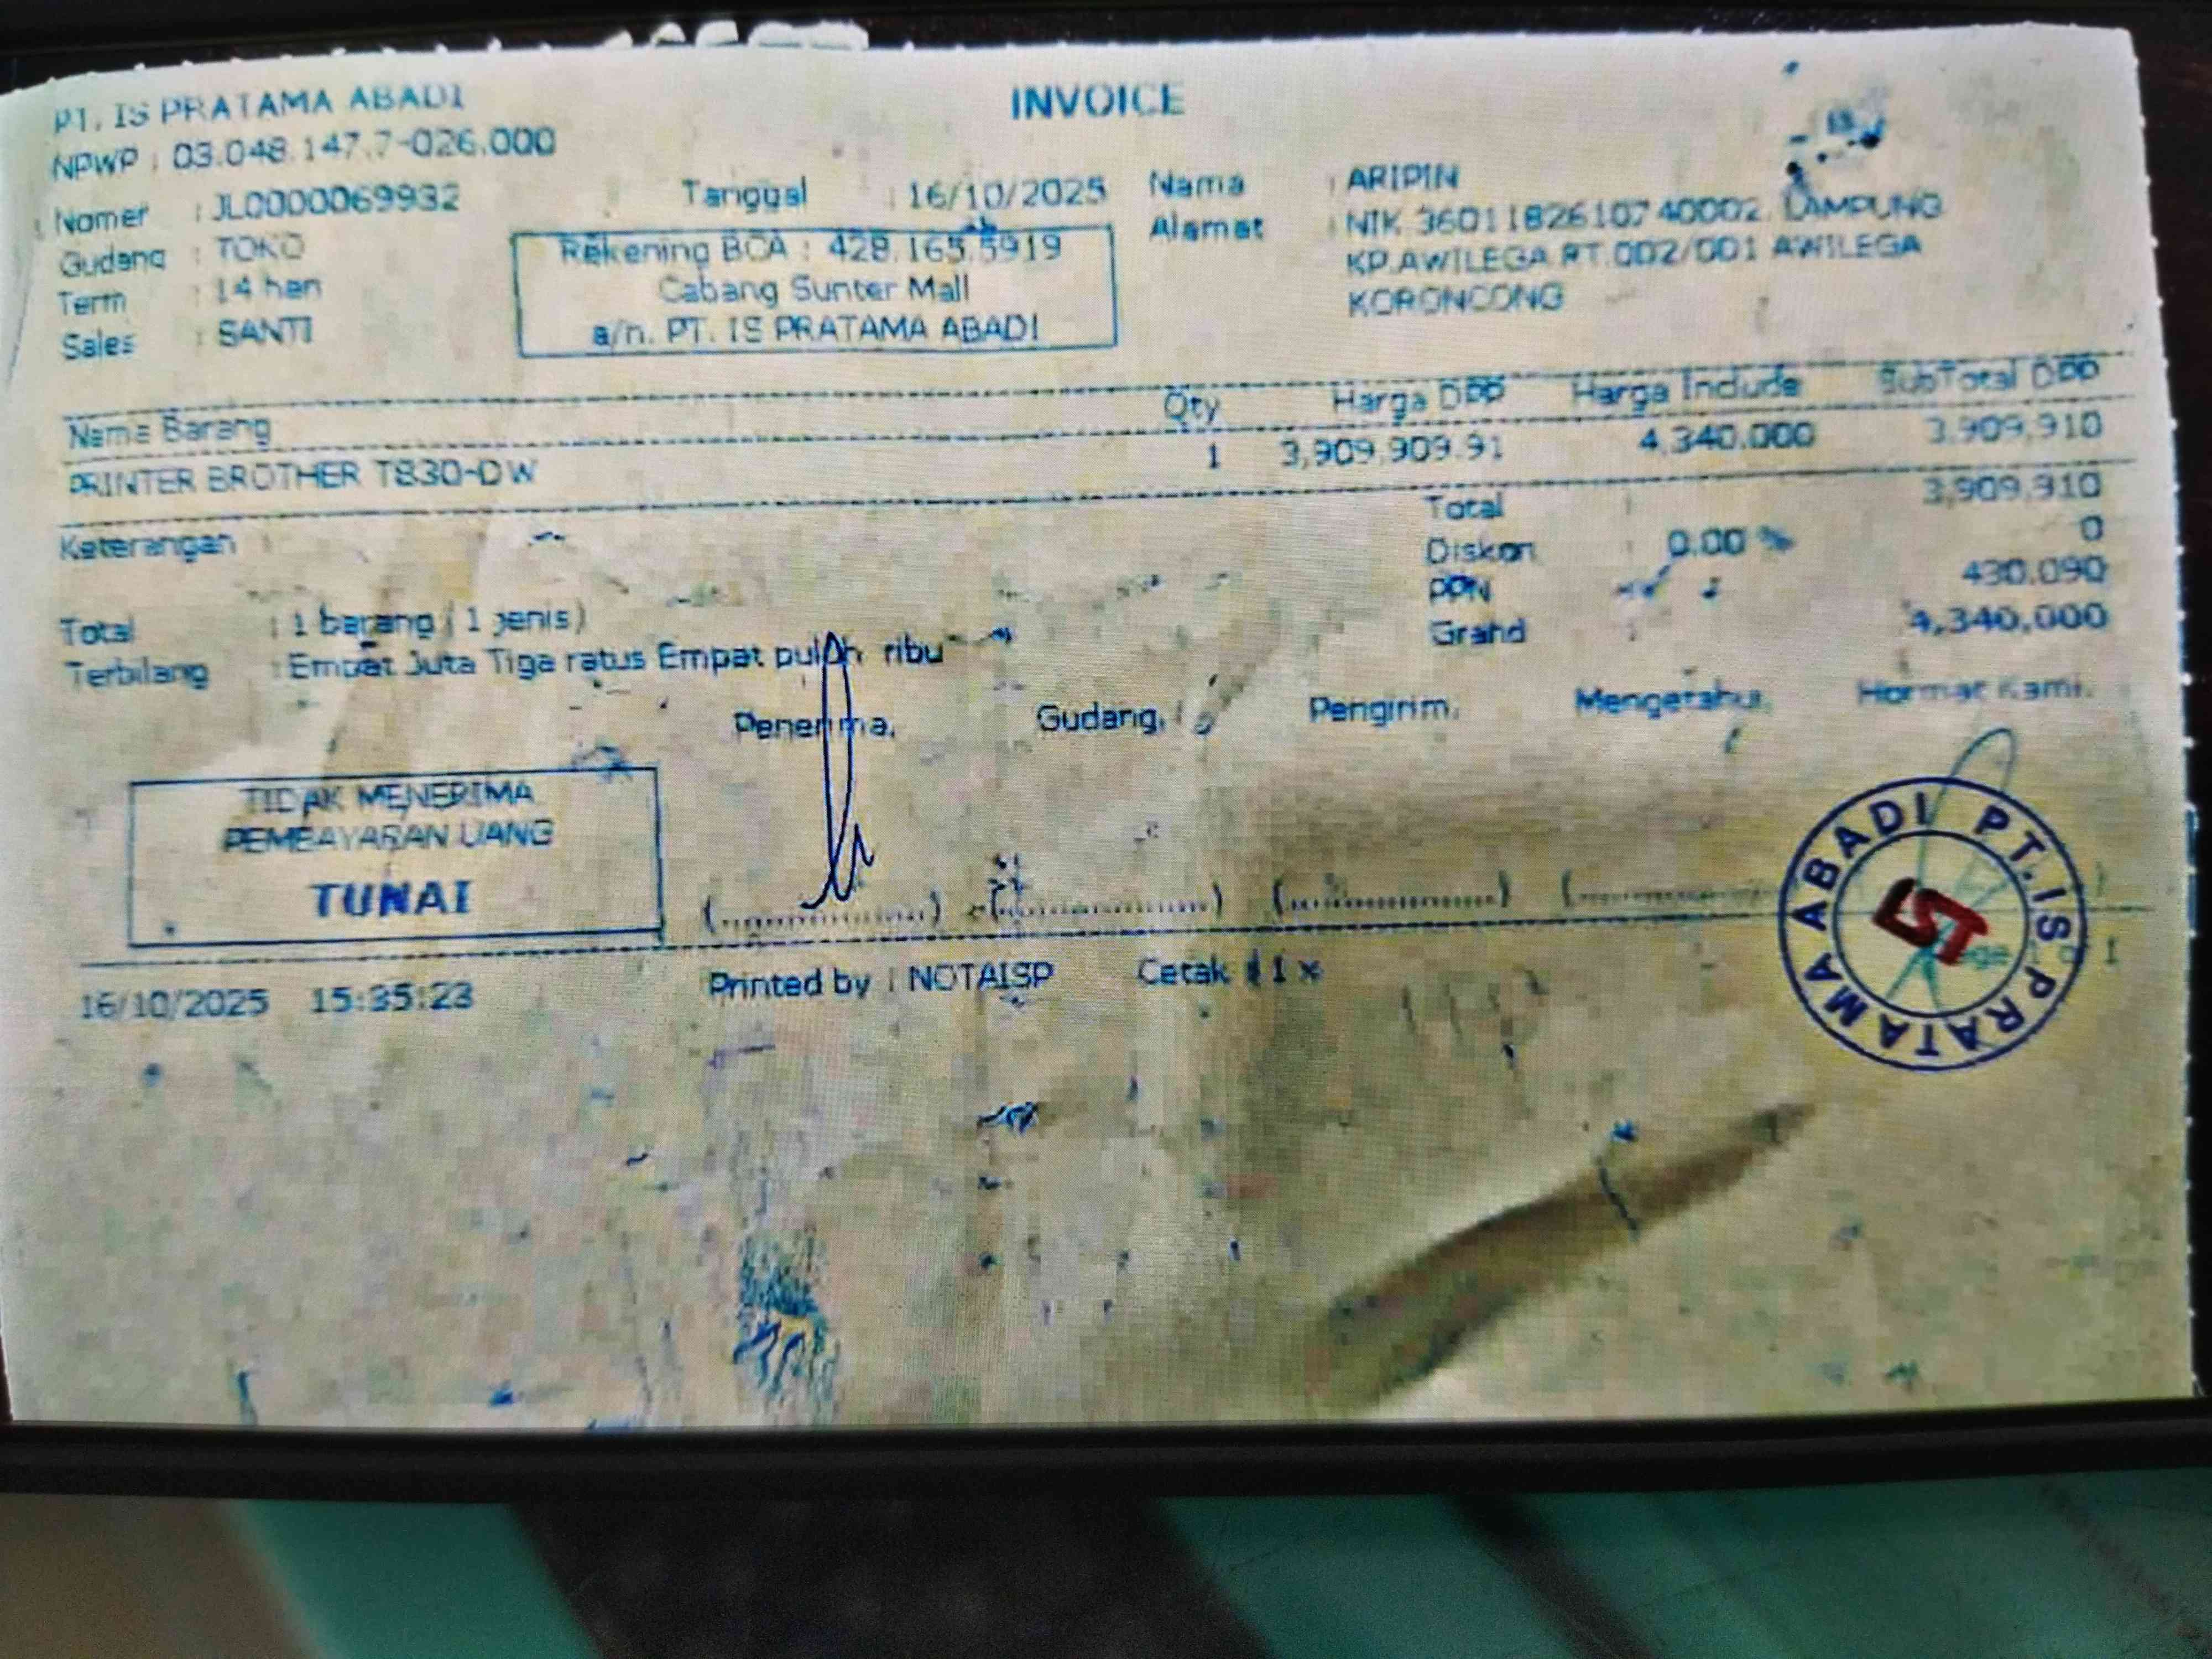 PT. IS PRATAMA ABADI
INVOICE
NPWP : 03.048.147.7-026.000
Nomer : JL0000069932
Tanggal : 16/10/2025
Nama : ARIPIN
Gudang : TOKO
Rekening BCA : 428.165.5919
Alamat : NIK 3601182610740002, LAMPUNG
Term : 14 hari
Cabang Sunter Mall
KP.AWILEGA RT.002/001 AWILEGA
Sales : SANTI
a/n. PT. IS PRATAMA ABADI
KORONCONG
Nama Barang Qty Harga DPP Harga Include SubTotal DPP
PRINTER BROTHER T830-DW 1 3,909,909.91 4,340,000 3,909,910
Keterangan :
Total : 3,909,910
Diskon : 0.00 % 0
PPN 430,090
Grand : 4,340,000
Total : 1 barang ( 1 jenis)
Terbilang : Empat Juta Tiga ratus Empat puluh ribu
Penerima, Gudang, Pengirim, Mengetahui, Hormat Kami,
TIDAK MENERIMA
PEMBAYARAN UANG
TUNAI
PT. IS PRATAMA ABADI
16/10/2025 15:35:23 Printed by : NOTAISP Cetak : 1 x